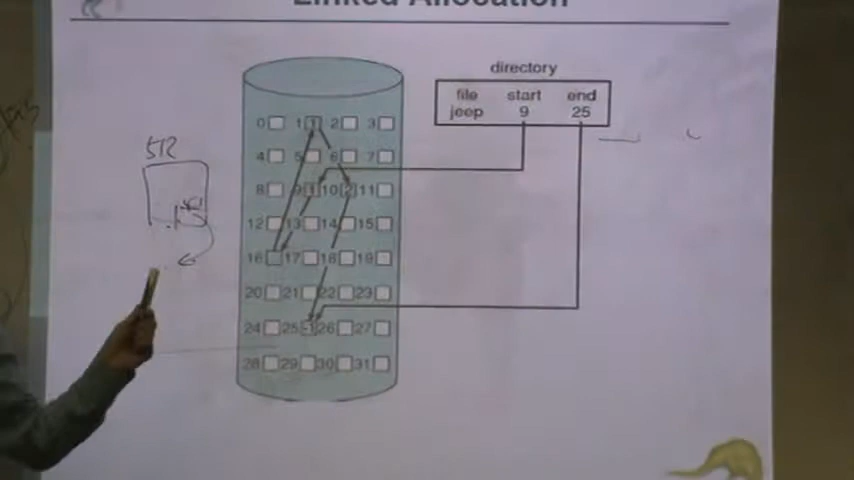 Linked Allocation
directory
file start end
jeep 9 25
512
0 1 2 3
4 5 6 7
8 9 10 11
12 13 14 15
16 17 18 19
20 21 22 23
24 25 -1 26 27
28 29 30 31